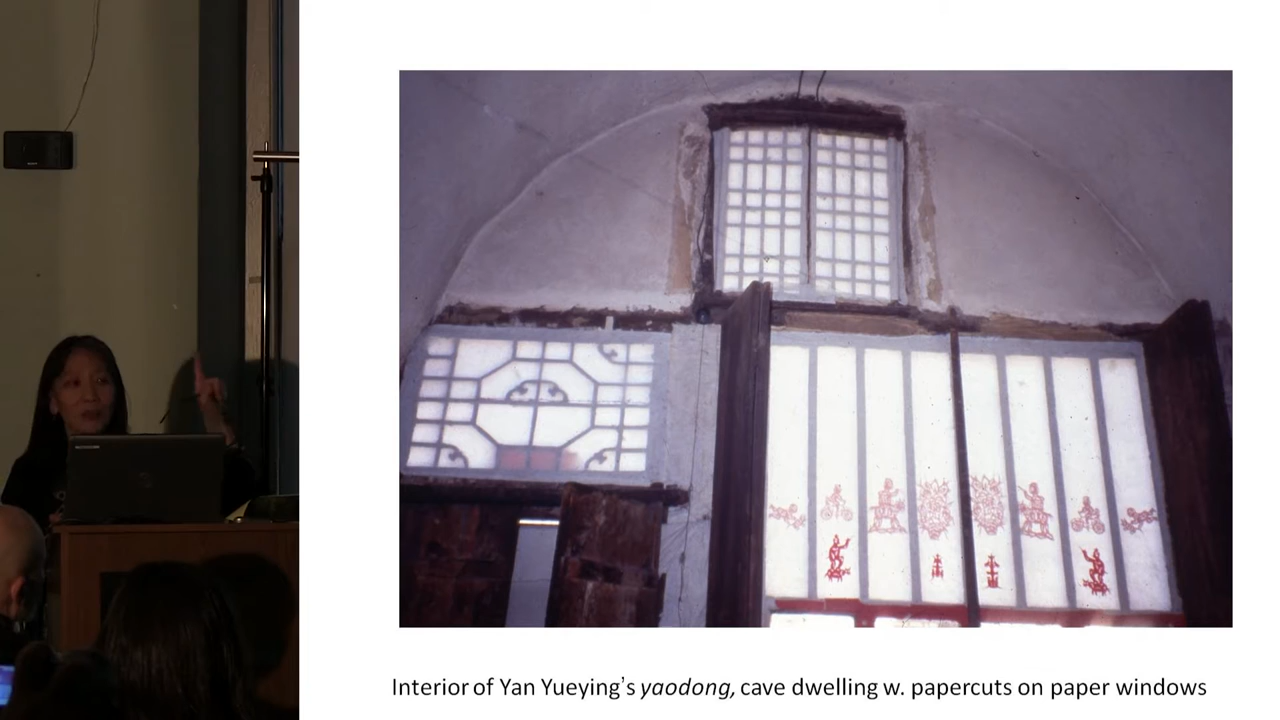 Interior of Yan Yueying's yaodong, cave dwelling w. papercuts on paper windows